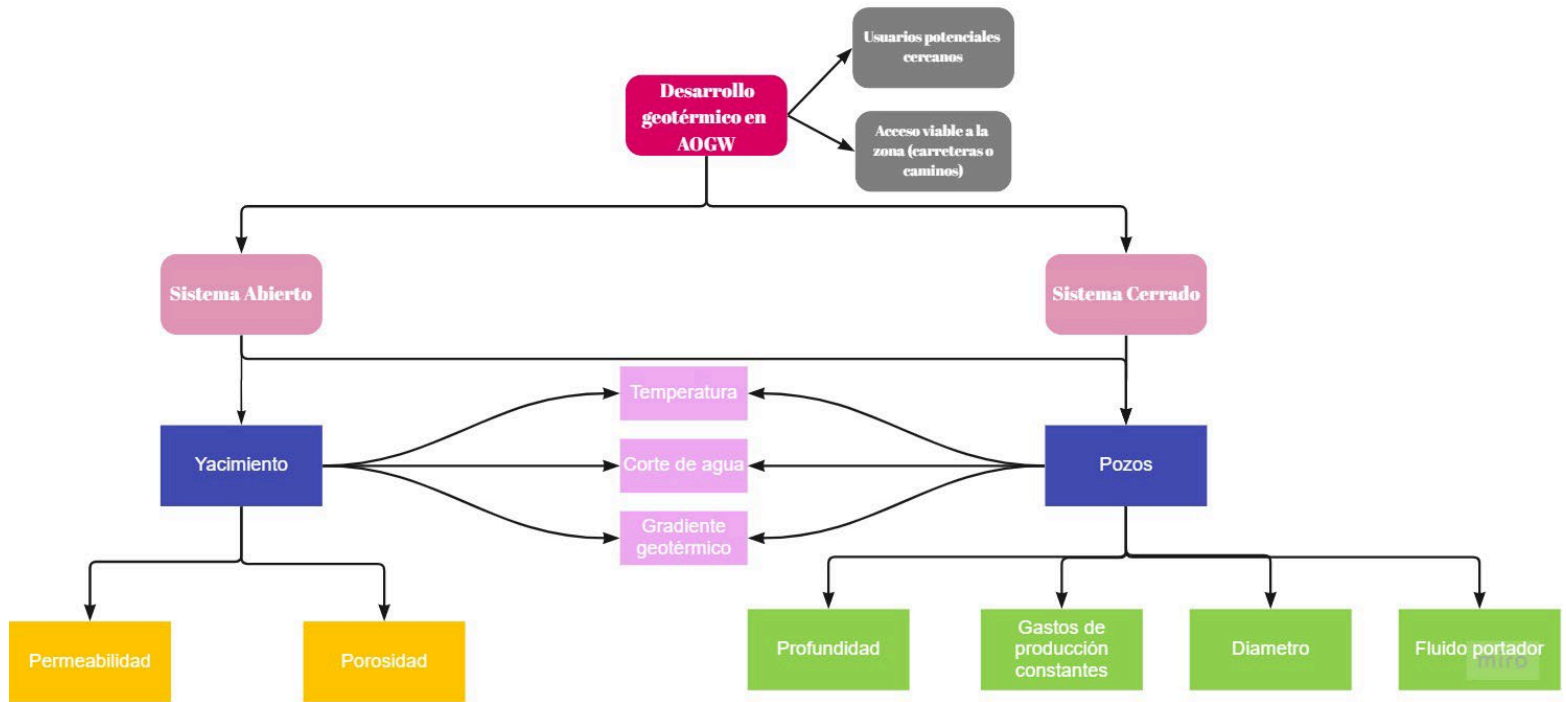 Usuarios potenciales
cercanos
Desarrollo
geotérmico en
AOGW
Acceso viable a la
zona (carreteras o
caminos)
Sistema Abierto
Sistema Cerrado
Temperatura
Yacimiento
Corte de agua
Pozos
Gradiente
geotérmico
Permeabilidad
Porosidad
Profundidad
Gastos de
producción
constantes
Diametro
Fluido portador
miro